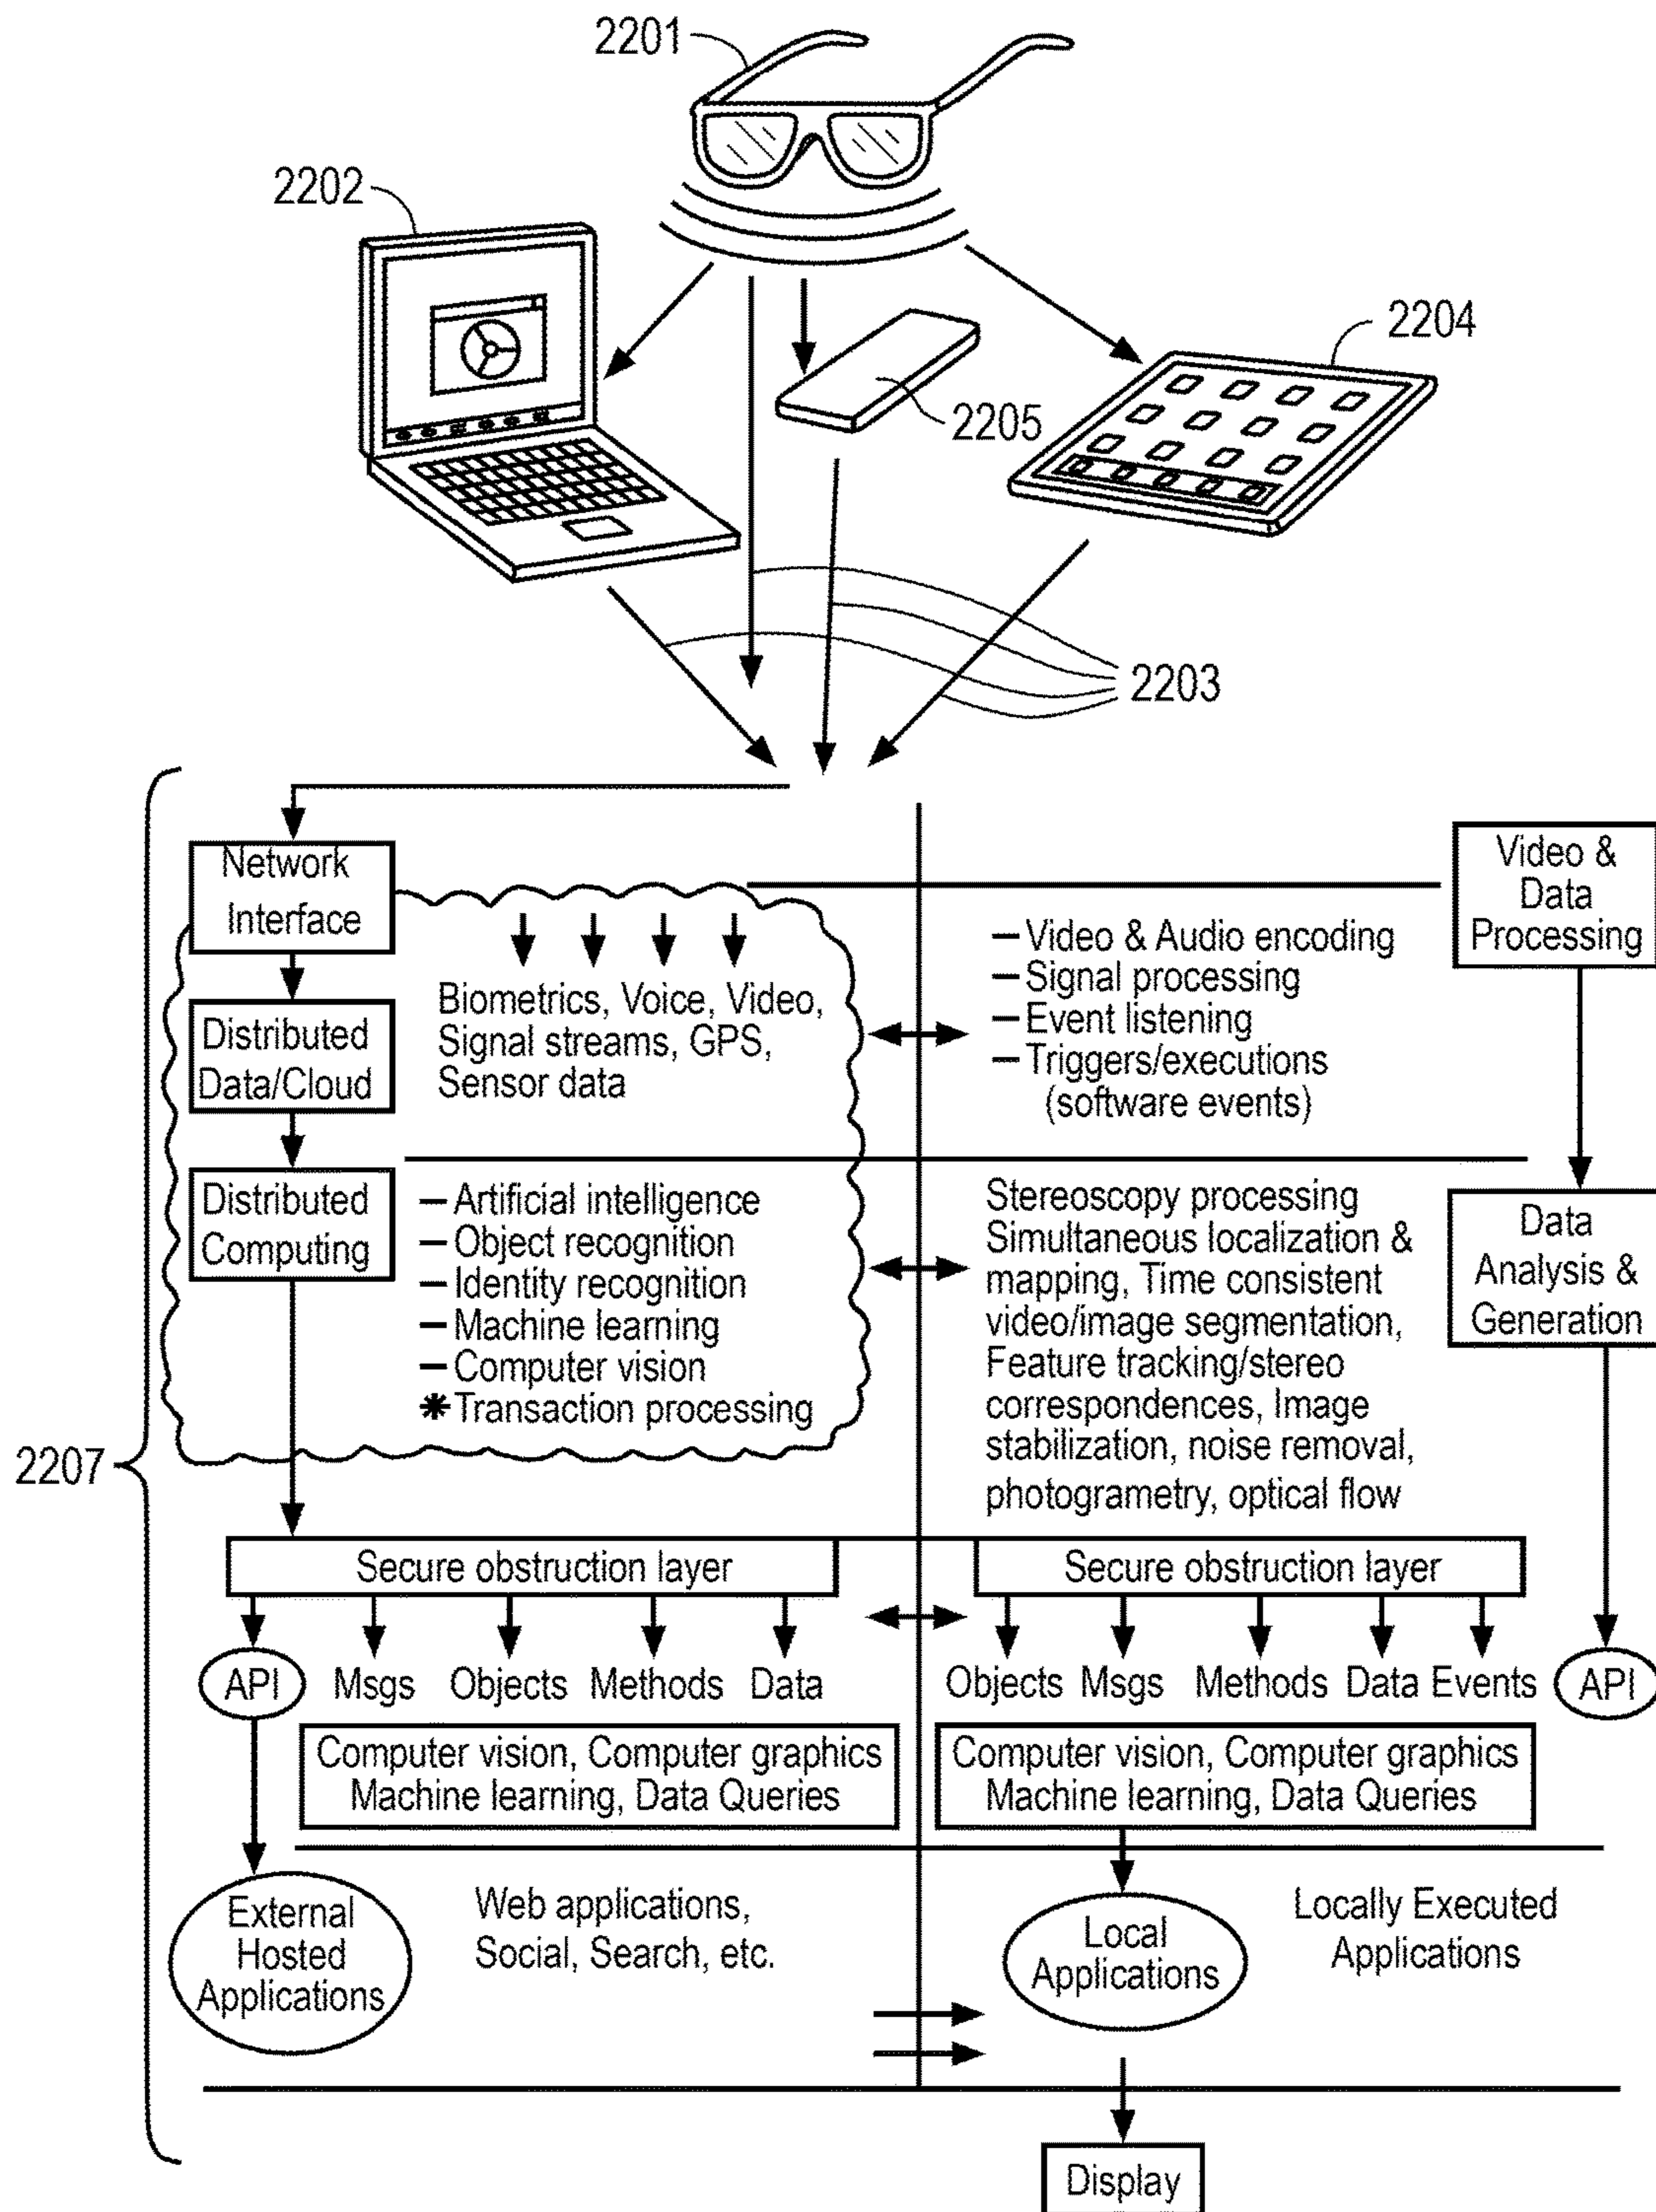 2201
2202
2204
2205
2203
2207
Network
Interface
Distributed
Data/Cloud
Distributed
Computing
Biometrics, Voice, Video,
Signal streams, GPS,
Sensor data
– Video & Audio encoding
– Signal processing
– Event listening
– Triggers/executions
(software events)
Video &
Data
Processing
– Artificial intelligence
– Object recognition
– Identity recognition
– Machine learning
– Computer vision
* Transaction processing
Stereoscopy processing
Simultaneous localization &
mapping, Time consistent
video/image segmentation,
Feature tracking/stereo
correspondences, Image
stabilization, noise removal,
photogrametry, optical flow
Data
Analysis &
Generation
Secure obstruction layer
Secure obstruction layer
API Msgs Objects Methods Data
Objects Msgs Methods Data Events API
Computer vision, Computer graphics
Machine learning, Data Queries
Computer vision, Computer graphics
Machine learning, Data Queries
External
Hosted
Applications
Web applications,
Social, Search, etc.
Local
Applications
Locally Executed
Applications
Display